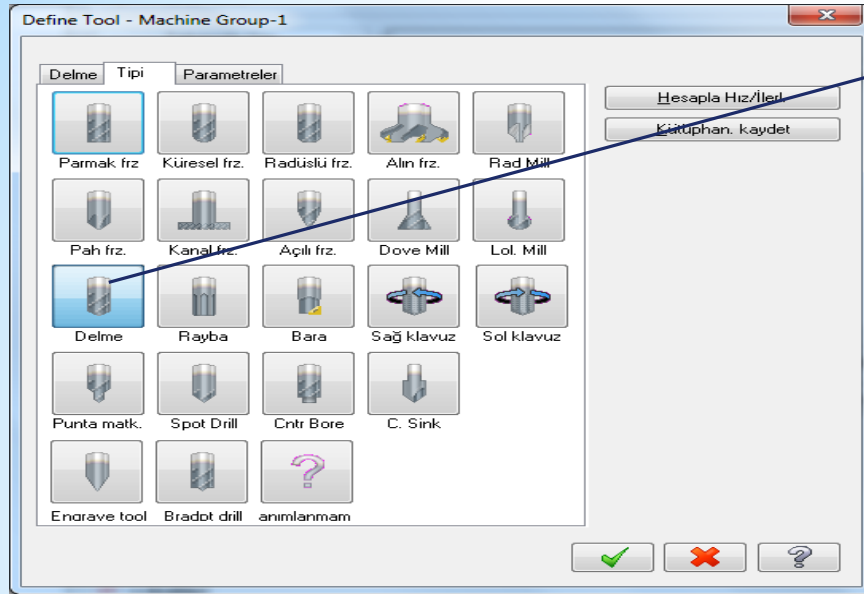 Define Tool - Machine Group-1
Delme Tipi Parametreler
Hesapla Hız/İlerl.
Kütüphan. kaydet
Parmak frz Küresel frz. Radüslü frz. Alın frz. Rad Mill
Pah frz. Kanal frz. Açılı frz. Dove Mill Lol. Mill
Delme Rayba Bara Sağ klavuz Sol klavuz
Punta matk. Spot Drill Cntr Bore C. Sink
Engrave tool Bradpt drill anımlanmam